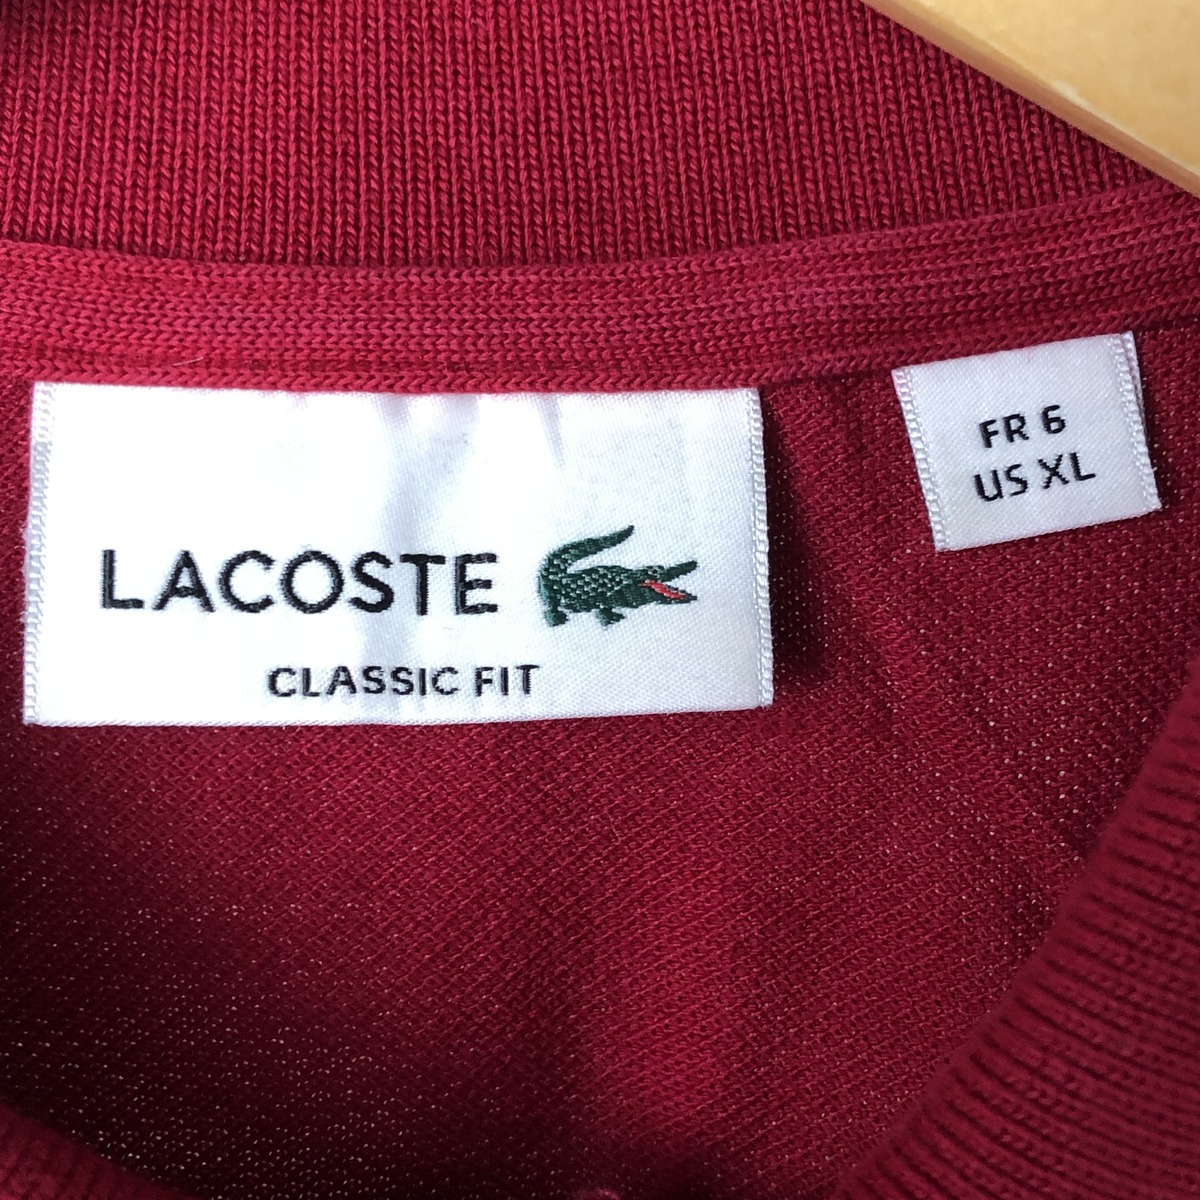 LACOSTE
CLASSIC FIT
FR 6
US XL